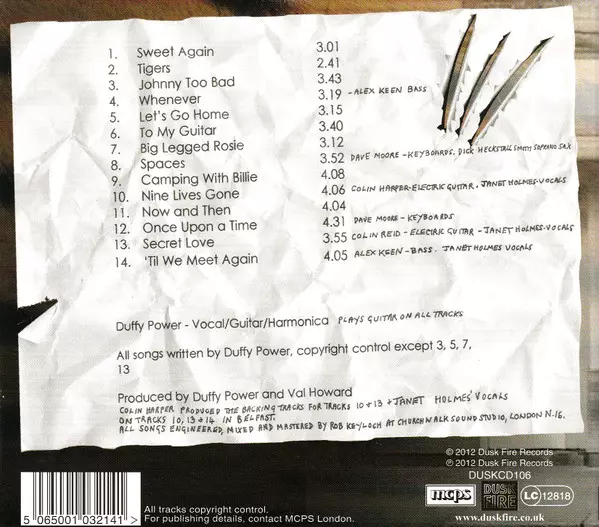 1. Sweet Again 3.01
2. Tigers 2.41
3. Johnny Too Bad 3.43
4. Whenever 3.19 - ALEX KEEN BASS
5. Let's Go Home 3.15
6. To My Guitar 3.40
7. Big Legged Rosie 3.12
8. Spaces 3.52 DAVE MOORE - KEYBOARDS. DICK HECKSTALL SMITH SOPRANO SAX
9. Camping With Billie 4.08
10. Nine Lives Gone 4.06 COLIN HARPER - ELECTRIC GUITAR. JANET HOLMES - VOCALS
11. Now and Then 4.04
12. Once Upon a Time 4.31 DAVE MOORE - KEYBOARDS
13. Secret Love 3.55 COLIN REID - ELECTRIC GUITAR - JANET HOLMES - VOCALS
14. 'Til We Meet Again 4.05 ALEX KEEN - BASS. JANET HOLMES VOCALS
Duffy Power - Vocal/Guitar/Harmonica PLAYS GUITAR ON ALL TRACKS
All songs written by Duffy Power, copyright control except 3, 5, 7,
13
Produced by Duffy Power and Val Howard
COLIN HARPER PRODUCED THE BACKING TRACKS FOR TRACKS 10 + 13 + JANET HOLMES' VOCALS
ON TRACKS 10, 13 + 14 IN BELFAST.
ALL SONGS ENGINEERED, MIXED AND MASTERED BY ROB KEYLOCH AT CHURCHWALK SOUND STUDIO, LONDON N.16.
℗ 2012 Dusk Fire Records
℗ 2012 Dusk Fire Records
DUSKCD106
mcps DUSK FIRE LC 12818
www.duskfire.co.uk
5 065001 032141 >
All tracks copyright control.
For publishing details, contact MCPS London.